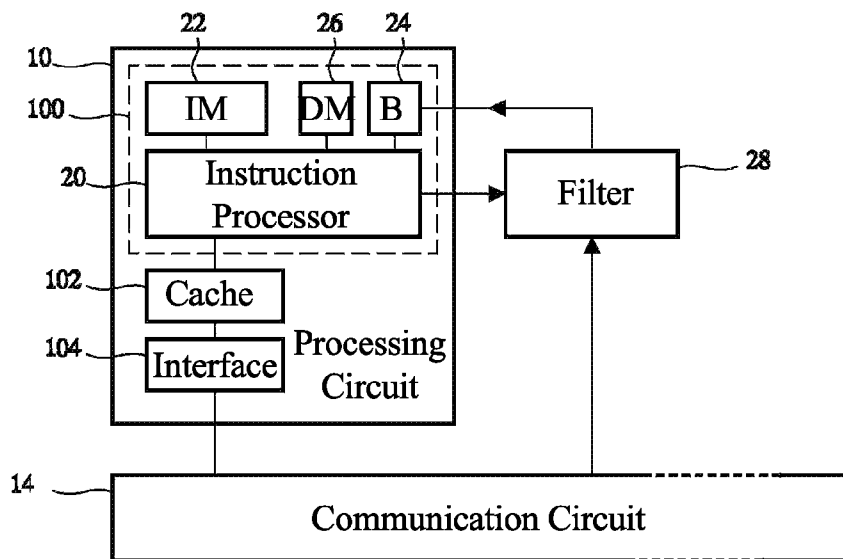 22
26
24
10
IM
DM
B
100
20
Instruction
Processor
Filter
28
102
Cache
104
Interface
Processing
Circuit
14
Communication Circuit